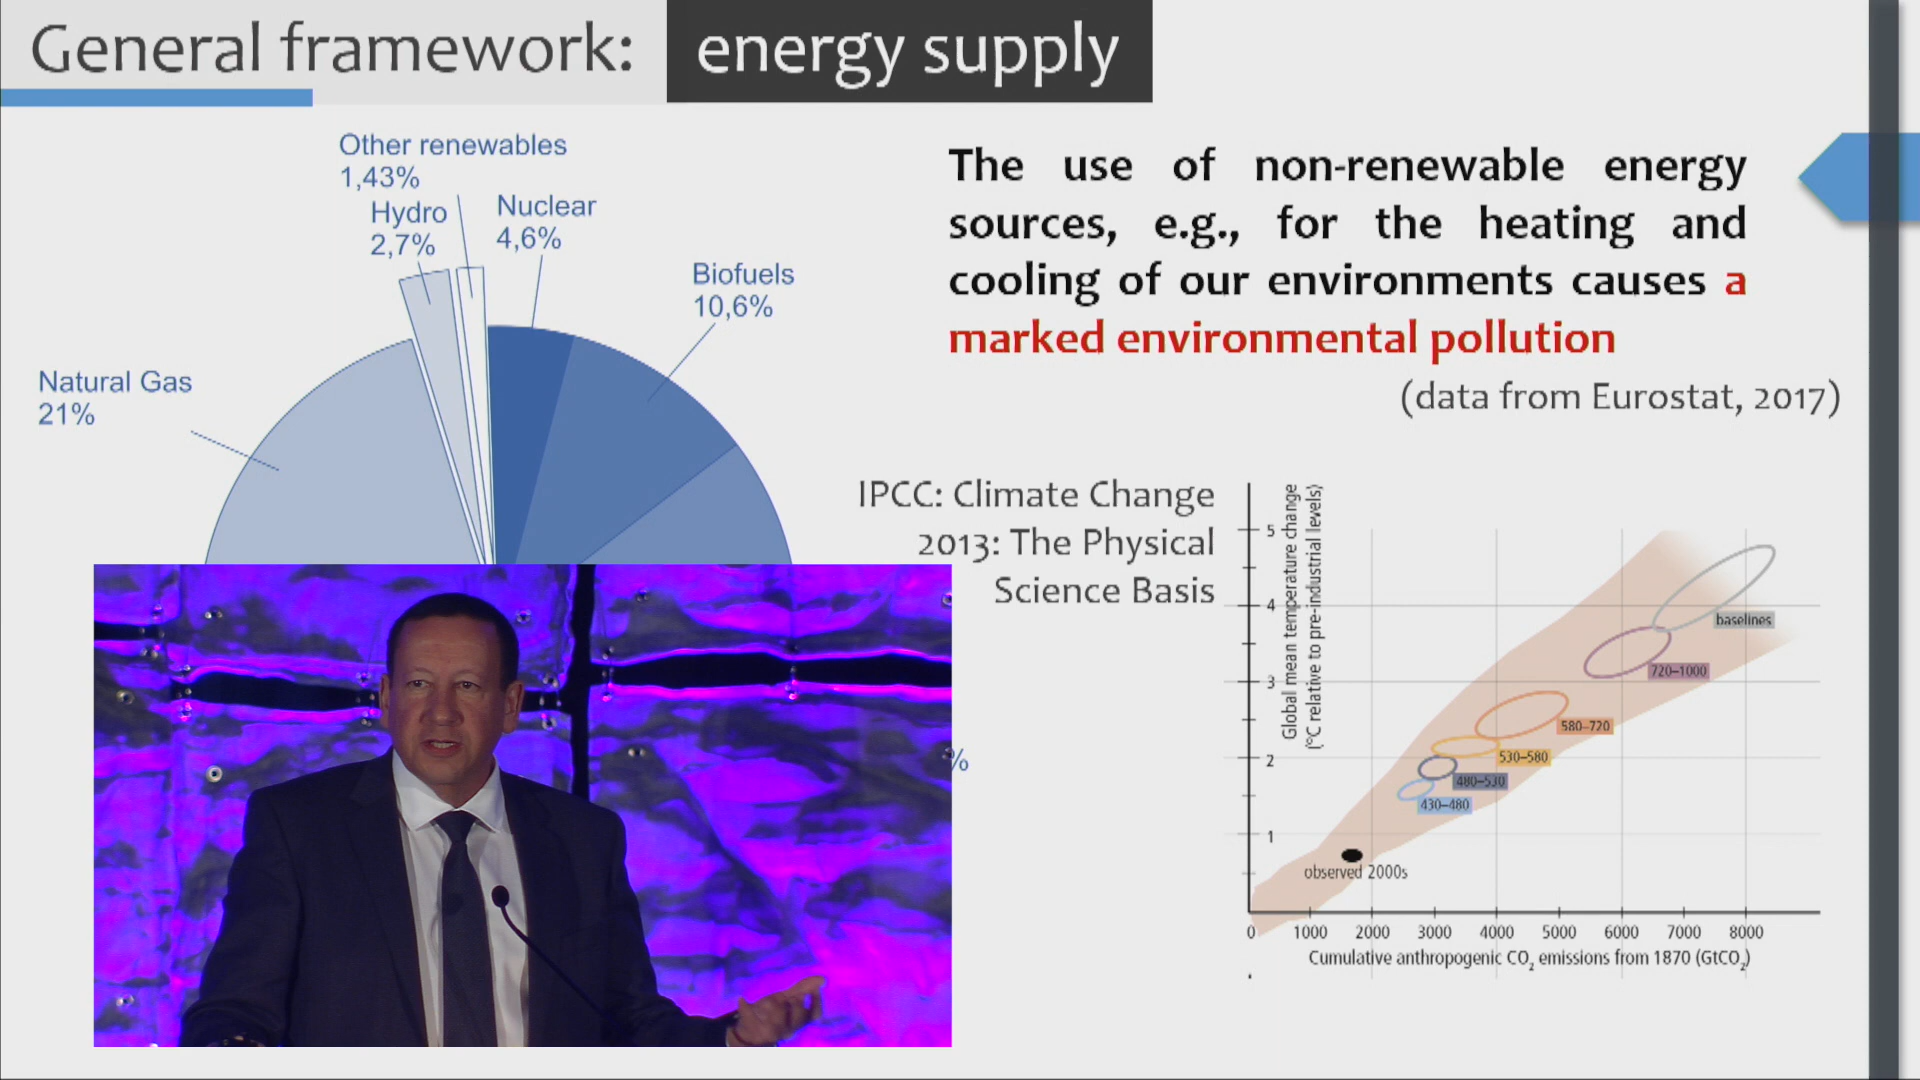 General framework: energy supply
Other renewables
1,43%
Hydro
2,7%
Nuclear
4,6%
Biofuels
10,6%
Natural Gas
21%
%
The use of non-renewable energy
sources, e.g., for the heating and
cooling of our environments causes a
marked environmental pollution
(data from Eurostat, 2017)
IPCC: Climate Change
2013: The Physical
Science Basis
Global mean temperature change
(°C relative to pre-industrial levels)
5
4
3
2
1
baselines
720–1000
580–720
530–580
480–530
430–480
observed 2000s
0 1000 2000 3000 4000 5000 6000 7000 8000
Cumulative anthropogenic CO₂ emissions from 1870 (GtCO₂)